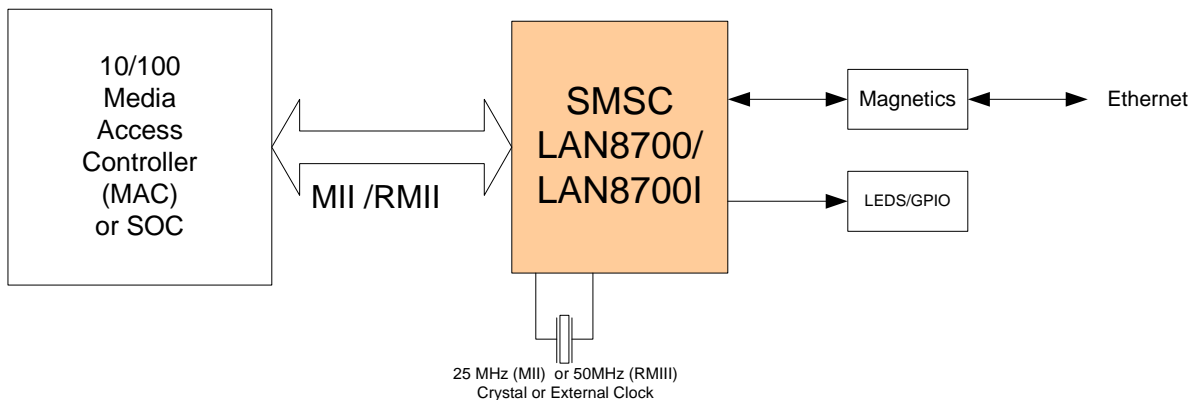 10/100
Media
Access
Controller
(MAC)
or SOC
MII /RMII
SMSC
LAN8700/
LAN8700I
Magnetics
Ethernet
LEDS/GPIO
25 MHz (MII) or 50MHz (RMIII)
Crystal or External Clock